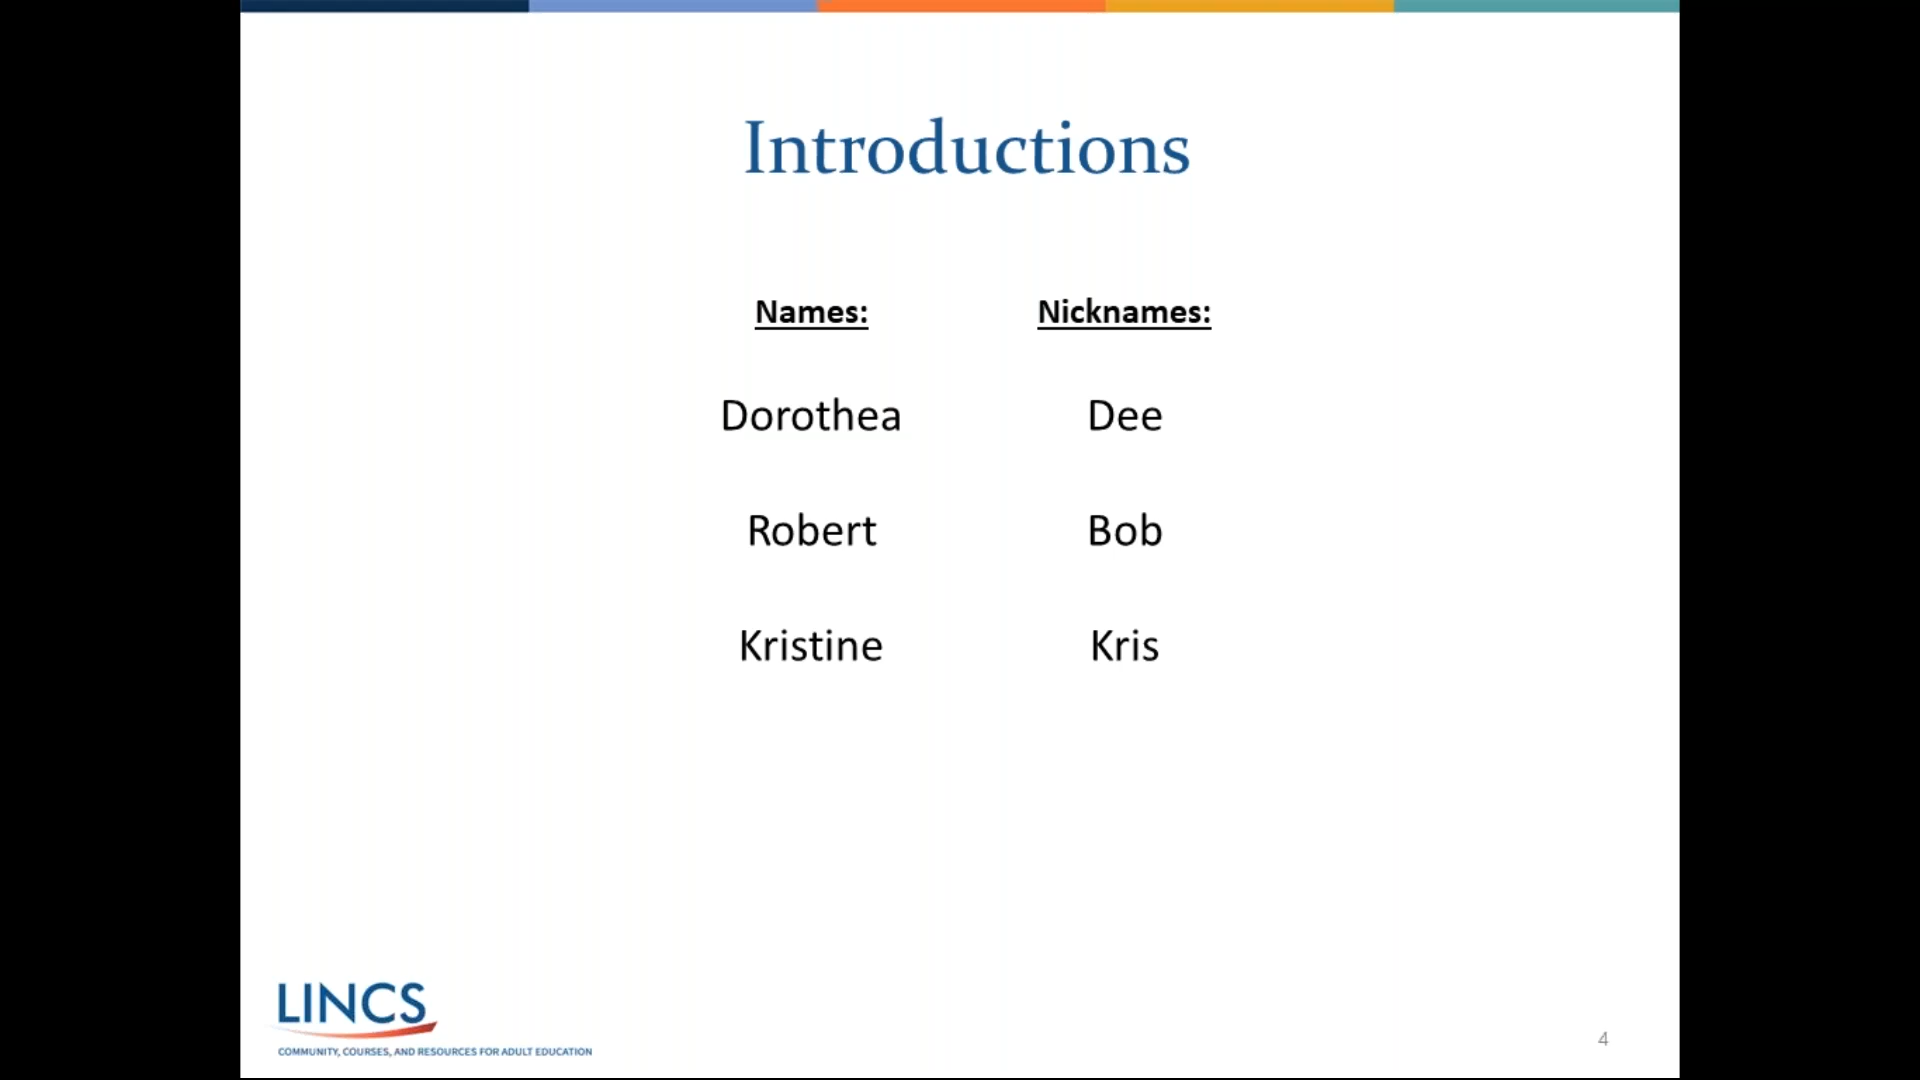 Introductions
Names: Nicknames:
Dorothea Dee
Robert Bob
Kristine Kris
LINCS
COMMUNITY, COURSES, AND RESOURCES FOR ADULT EDUCATION
4